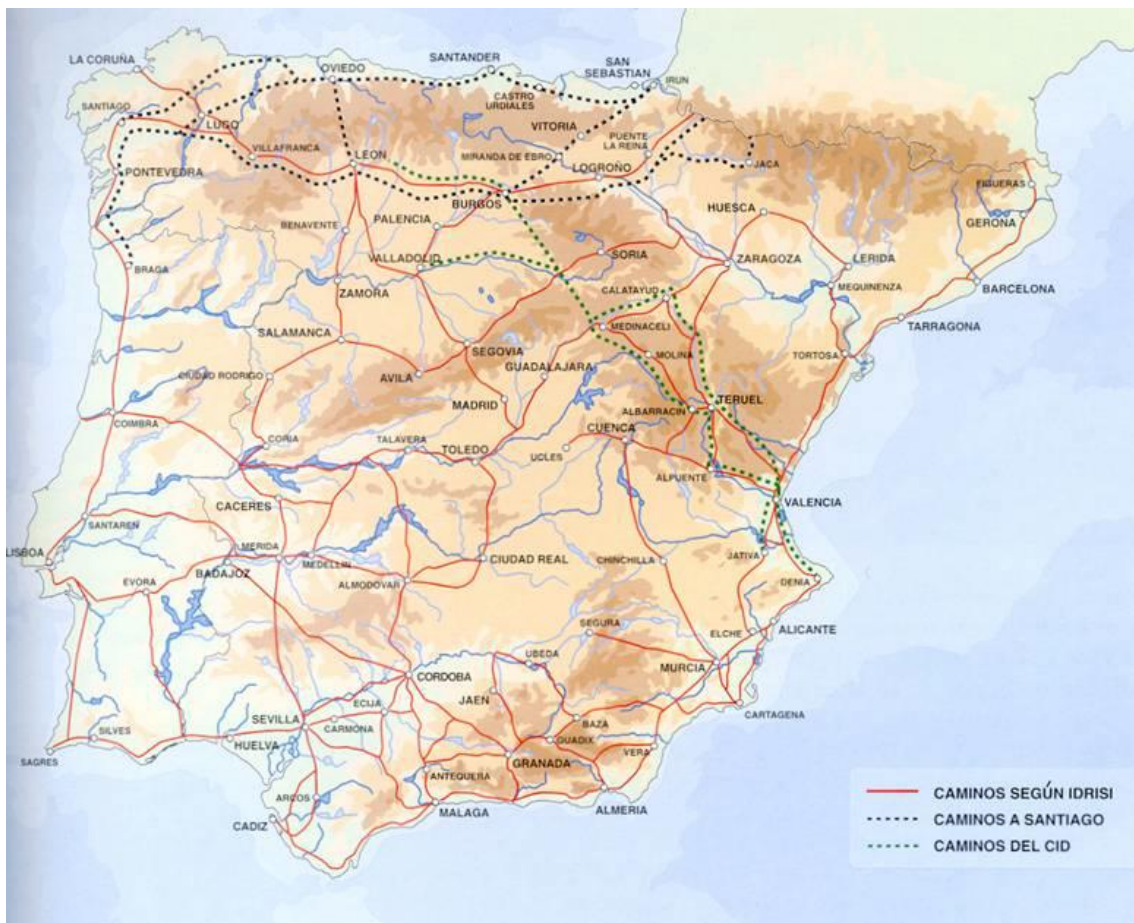 LA CORUÑA
OVIEDO
SANTANDER
SAN
SEBASTIAN
IRUN
CASTRO
URDIALES
SANTIAGO
LUGO
VITORIA
PUENTE
LA REINA
VILLAFRANCA
LEON
MIRANDA DE EBRO
LOGROÑO
JACA
PONTEVEDRA
BURGOS
FIGUERAS
PALENCIA
HUESCA
GERONA
BENAVENTE
SORIA
VALLADOLID
ZARAGOZA
LERIDA
BRAGA
ZAMORA
CALATAYUD
MEQUINENZA
BARCELONA
SALAMANCA
MEDINACELI
TARRAGONA
SEGOVIA
MOLINA
TORTOSA
CIUDAD RODRIGO
AVILA
GUADALAJARA
MADRID
TERUEL
ALBARRACIN
COIMBRA
CUENCA
CORIA
TALAVERA
TOLEDO
UCLES
ALPUENTE
CACERES
VALENCIA
SANTAREN
LISBOA
MERIDA
MEDELLIN
CIUDAD REAL
CHINCHILLA
JATIVA
BADAJOZ
EVORA
ALMODOVAR
DENIA
SEGURA
ELCHE
ALICANTE
UBEDA
MURCIA
CORDOBA
JAEN
ECIJA
CARTAGENA
SEVILLA
CARMONA
BAZA
SILVES
HUELVA
GUADIX
VERA
SAGRES
GRANADA
ANTEQUERA
ARCOS
MALAGA
ALMERIA
CADIZ
CAMINOS SEGÚN IDRISI
CAMINOS A SANTIAGO
CAMINOS DEL CID